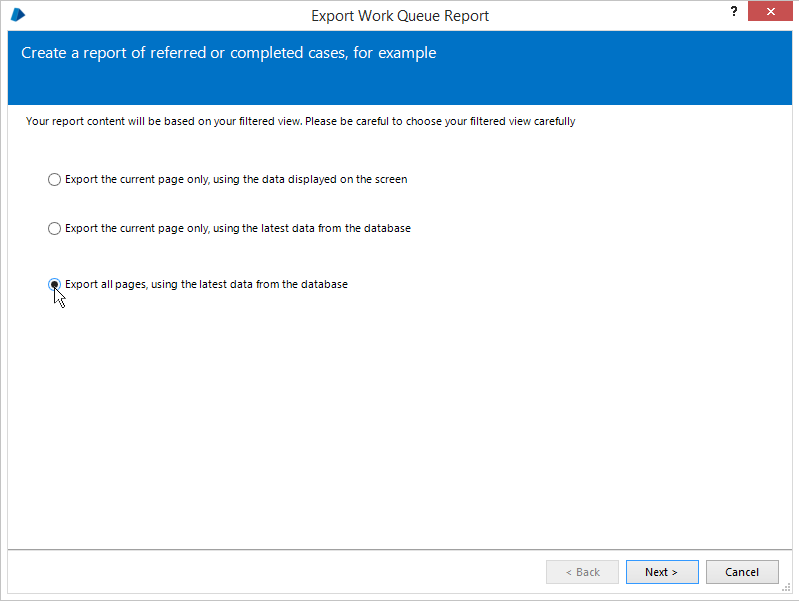 Export Work Queue Report
?
Create a report of referred or completed cases, for example
Your report content will be based on your filtered view. Please be careful to choose your filtered view carefully
Export the current page only, using the data displayed on the screen
Export the current page only, using the latest data from the database
Export all pages, using the latest data from the database
< Back
Next >
Cancel